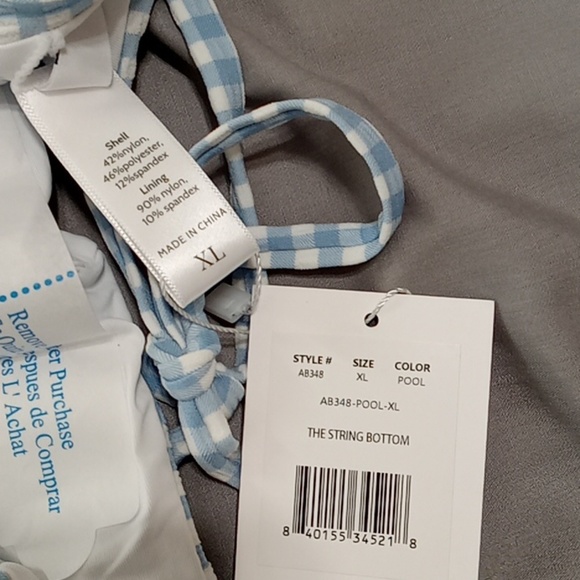 Shell
42%nylon,
46%polyester,
12%spandex
Lining
90% nylon,
10% spandex
MADE IN CHINA
XL
Purchase
spues de Comprar
L' Achat
STYLE # SIZE COLOR
AB348 XL POOL
AB348-POOL-XL
THE STRING BOTTOM
8 40155 34521 8